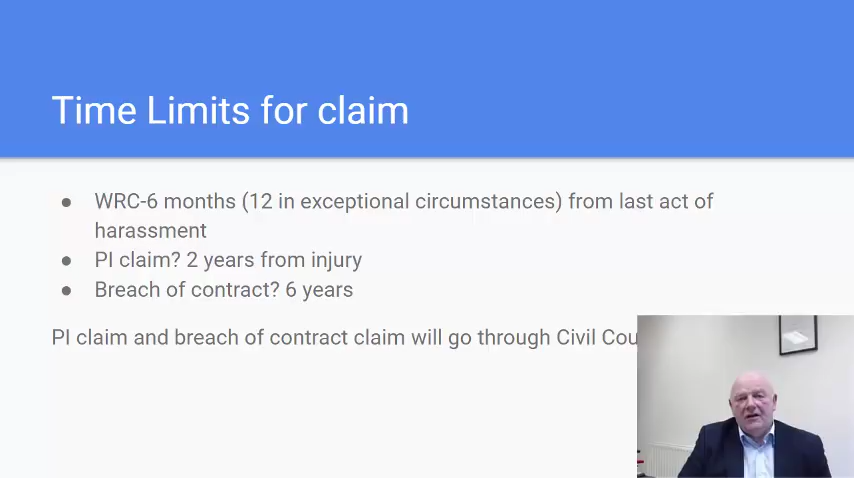 Time Limits for claim
● WRC-6 months (12 in exceptional circumstances) from last act of
harassment
● PI claim? 2 years from injury
● Breach of contract? 6 years
PI claim and breach of contract claim will go through Civil